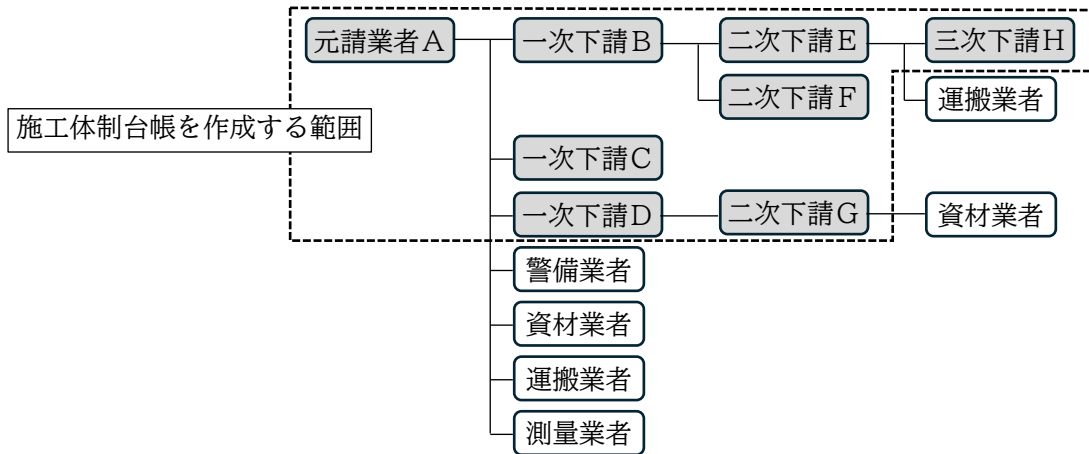 元請業者A
一次下請B
二次下請E
三次下請H
二次下請F
運搬業者
施工体制台帳を作成する範囲
一次下請C
一次下請D
二次下請G
資材業者
警備業者
資材業者
運搬業者
測量業者